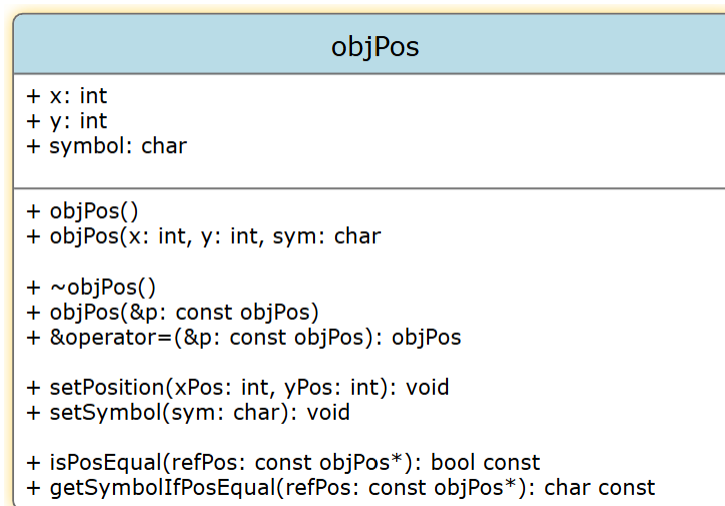 objPos
+ x: int
+ y: int
+ symbol: char
+ objPos()
+ objPos(x: int, y: int, sym: char
+ ~objPos()
+ objPos(&p: const objPos)
+ &operator=(&p: const objPos): objPos
+ setPosition(xPos: int, yPos: int): void
+ setSymbol(sym: char): void
+ isPosEqual(refPos: const objPos*): bool const
+ getSymbolIfPosEqual(refPos: const objPos*): char const